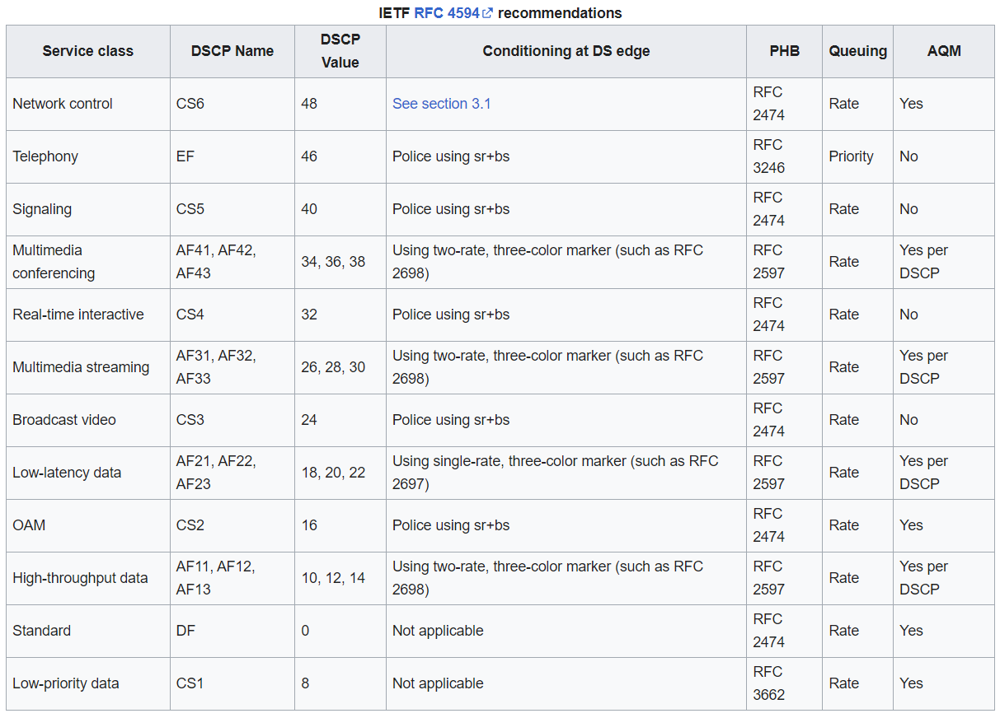 IETF RFC 4594 recommendations
Service class DSCP Name DSCP Value Conditioning at DS edge PHB Queuing AQM
Network control CS6 48 See section 3.1 RFC 2474 Rate Yes
Telephony EF 46 Police using sr+bs RFC 3246 Priority No
Signaling CS5 40 Police using sr+bs RFC 2474 Rate No
Multimedia conferencing AF41, AF42, AF43 34, 36, 38 Using two-rate, three-color marker (such as RFC 2698) RFC 2597 Rate Yes per DSCP
Real-time interactive CS4 32 Police using sr+bs RFC 2474 Rate No
Multimedia streaming AF31, AF32, AF33 26, 28, 30 Using two-rate, three-color marker (such as RFC 2698) RFC 2597 Rate Yes per DSCP
Broadcast video CS3 24 Police using sr+bs RFC 2474 Rate No
Low-latency data AF21, AF22, AF23 18, 20, 22 Using single-rate, three-color marker (such as RFC 2697) RFC 2597 Rate Yes per DSCP
OAM CS2 16 Police using sr+bs RFC 2474 Rate Yes
High-throughput data AF11, AF12, AF13 10, 12, 14 Using two-rate, three-color marker (such as RFC 2698) RFC 2597 Rate Yes per DSCP
Standard DF 0 Not applicable RFC 2474 Rate Yes
Low-priority data CS1 8 Not applicable RFC 3662 Rate Yes